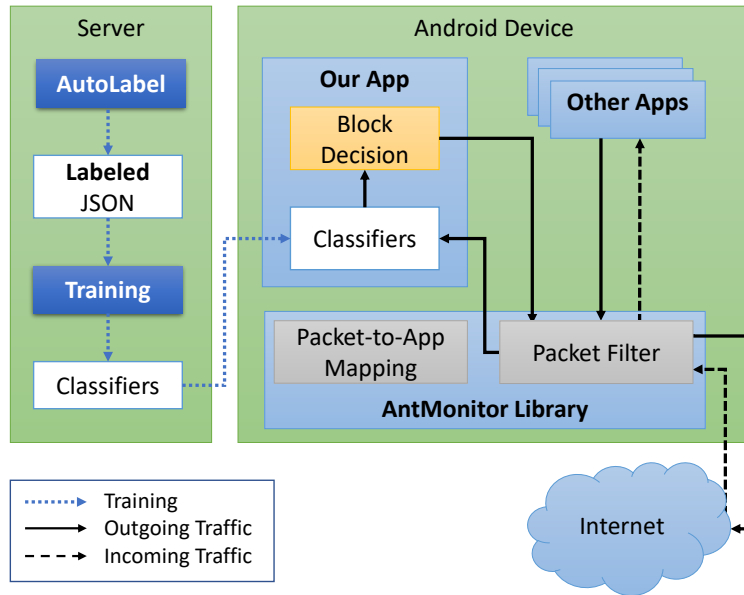 Server
AutoLabel
Labeled
JSON
Training
Classifiers
Android Device
Our App
Block
Decision
Classifiers
Other Apps
Packet-to-App
Mapping
Packet Filter
AntMonitor Library
Training
Outgoing Traffic
Incoming Traffic
Internet